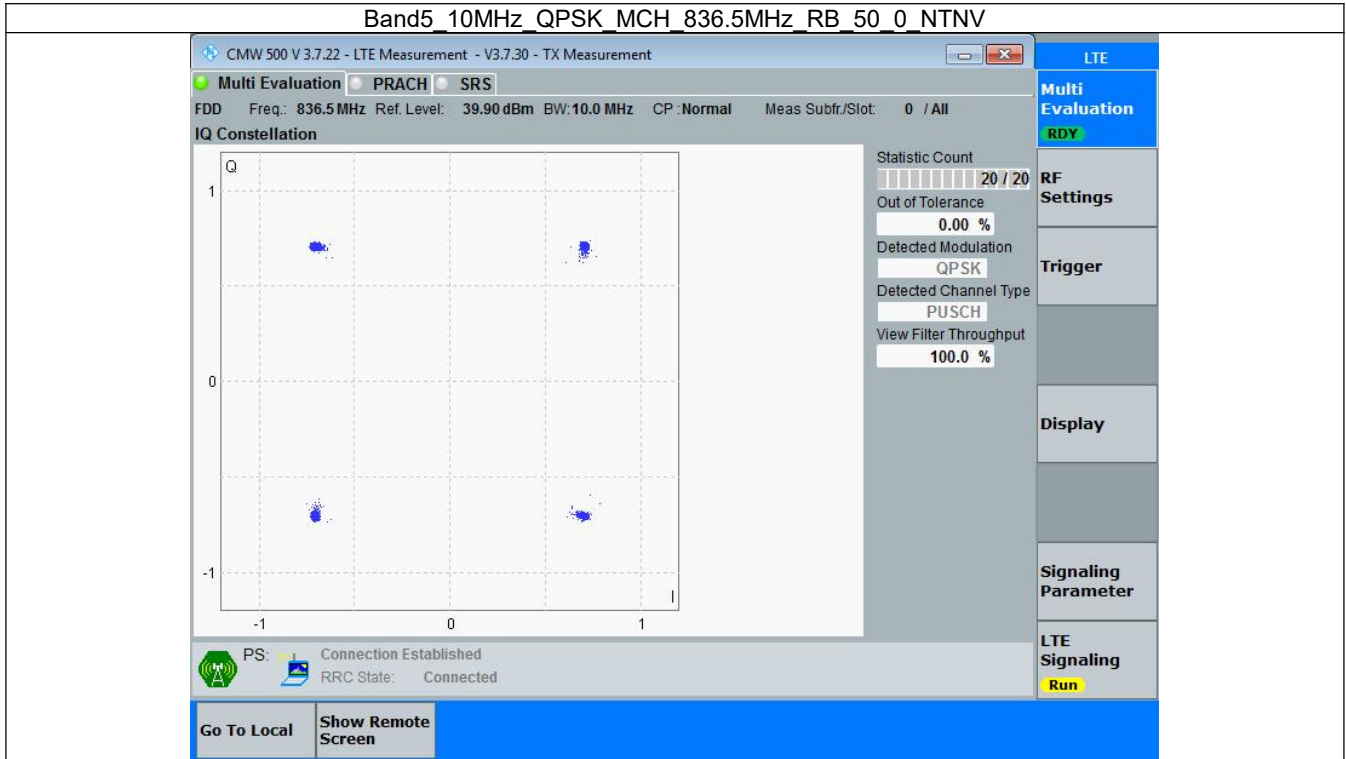 Band5_10MHz_QPSK_MCH_836.5MHz_RB_50_0_NTNV
CMW 500 V 3.7.22 - LTE Measurement - V3.7.30 - TX Measurement
LTE
Multi Evaluation PRACH SRS
Multi
Evaluation
RDY
FDD Freq.: 836.5 MHz Ref. Level: 39.90 dBm BW: 10.0 MHz CP : Normal Meas Subfr./Slot: 0 / All
IQ Constellation
Q
1
0
-1
I
-1 0 1
Statistic Count
20 / 20
Out of Tolerance
0.00 %
Detected Modulation
QPSK
Detected Channel Type
PUSCH
View Filter Throughput
100.0 %
RF
Settings
Trigger
Display
Signaling
Parameter
LTE
Signaling
Run
PS: Connection Established
RRC State: Connected
Go To Local
Show Remote
Screen